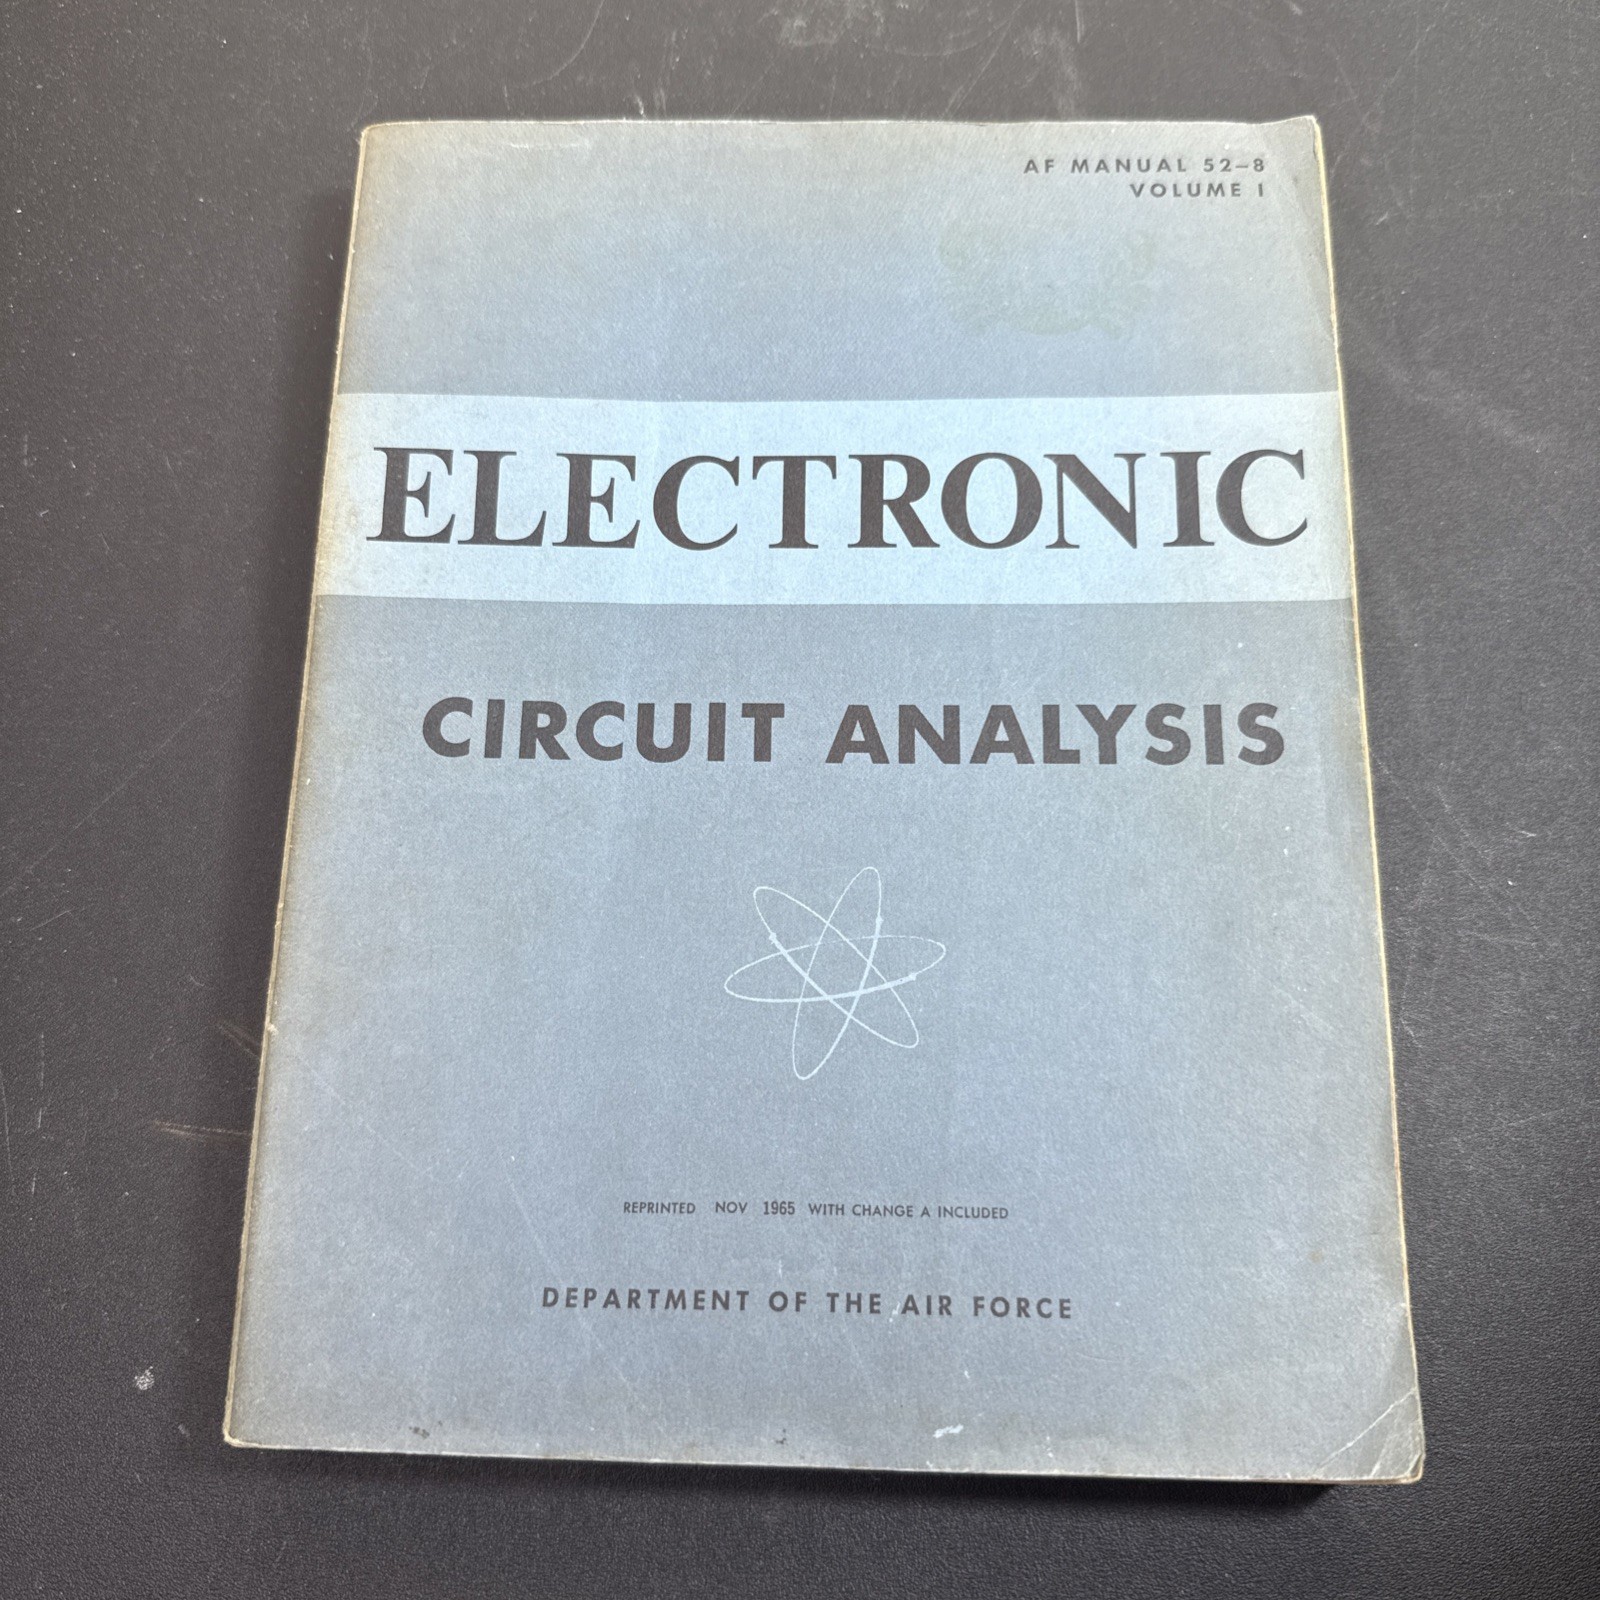 AF MANUAL 52–8
VOLUME I
ELECTRONIC
CIRCUIT ANALYSIS
REPRINTED NOV 1965 WITH CHANGE A INCLUDED
DEPARTMENT OF THE AIR FORCE